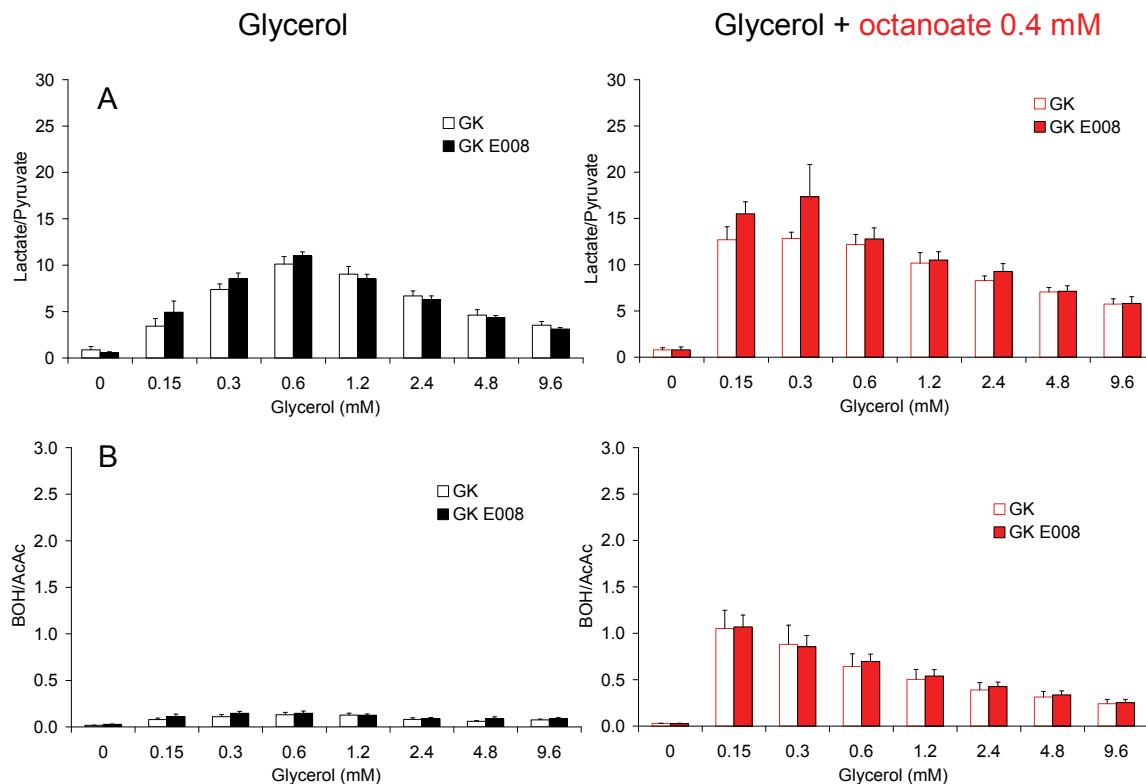 Glycerol
Glycerol + octanoate 0.4 mM
A
30
25
20
15
10
5
0
Lactate/Pyruvate
GK
GK E008
0 0.15 0.3 0.6 1.2 2.4 4.8 9.6
Glycerol (mM)
30
25
20
15
10
5
0
Lactate/Pyruvate
GK
GK E008
0 0.15 0.3 0.6 1.2 2.4 4.8 9.6
Glycerol (mM)
B
3.0
2.5
2.0
1.5
1.0
0.5
0.0
BOH/AcAc
GK
GK E008
0 0.15 0.3 0.6 1.2 2.4 4.8 9.6
Glycerol (mM)
3.0
2.5
2.0
1.5
1.0
0.5
0.0
BOH/AcAc
GK
GK E008
0 0.15 0.3 0.6 1.2 2.4 4.8 9.6
Glycerol (mM)